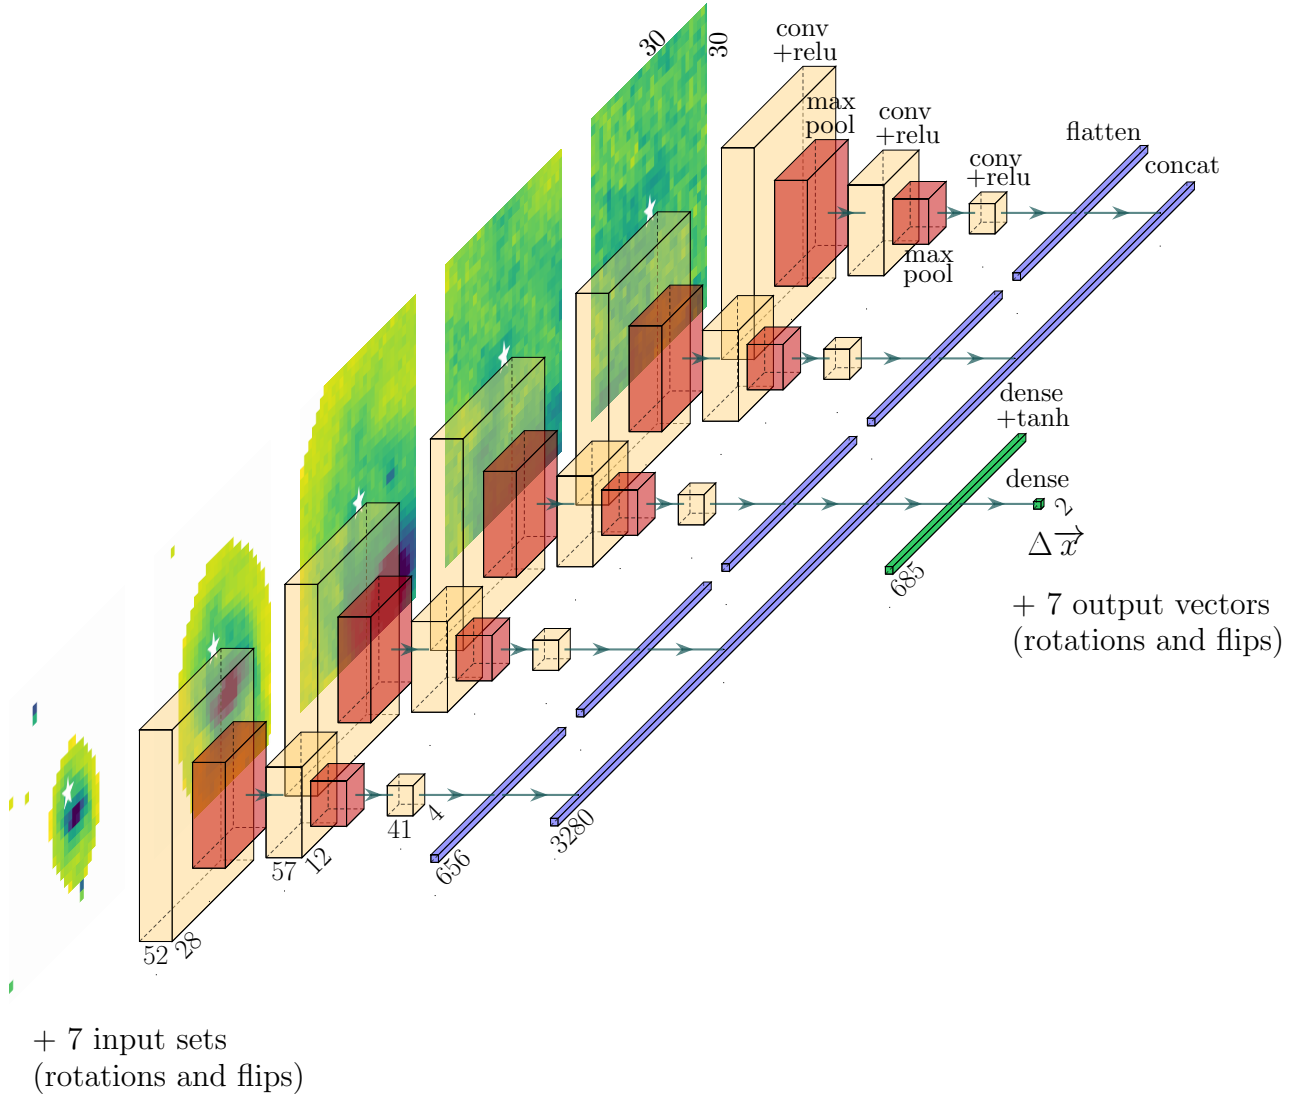 30
30
conv
+relu
max
pool
conv
+relu
max
pool
conv
+relu
flatten
concat
dense
+tanh
dense
2
Δx⃗
685
+ 7 output vectors
(rotations and flips)
52
28
57
12
41
4
656
3280
+ 7 input sets
(rotations and flips)